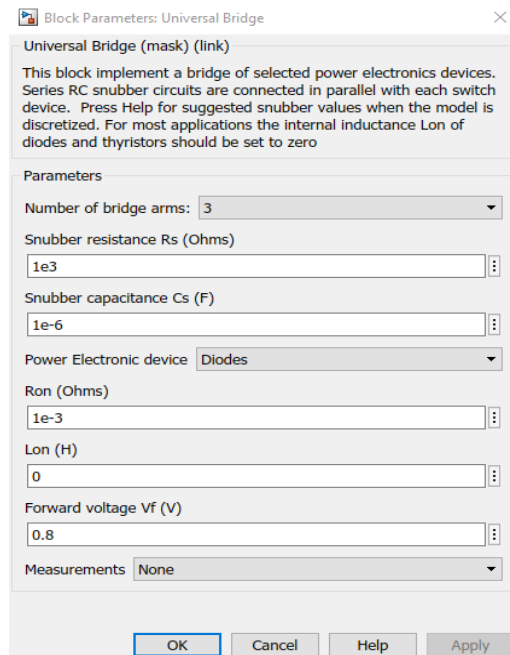 Block Parameters: Universal Bridge
Universal Bridge (mask) (link)
This block implement a bridge of selected power electronics devices.
Series RC snubber circuits are connected in parallel with each switch
device.  Press Help for suggested snubber values when the model is
discretized. For most applications the internal inductance Lon of
diodes and thyristors should be set to zero
Parameters
Number of bridge arms: 3
Snubber resistance Rs (Ohms)
1e3
Snubber capacitance Cs (F)
1e-6
Power Electronic device Diodes
Ron (Ohms)
1e-3
Lon (H)
0
Forward voltage Vf (V)
0.8
Measurements None
OK Cancel Help Apply